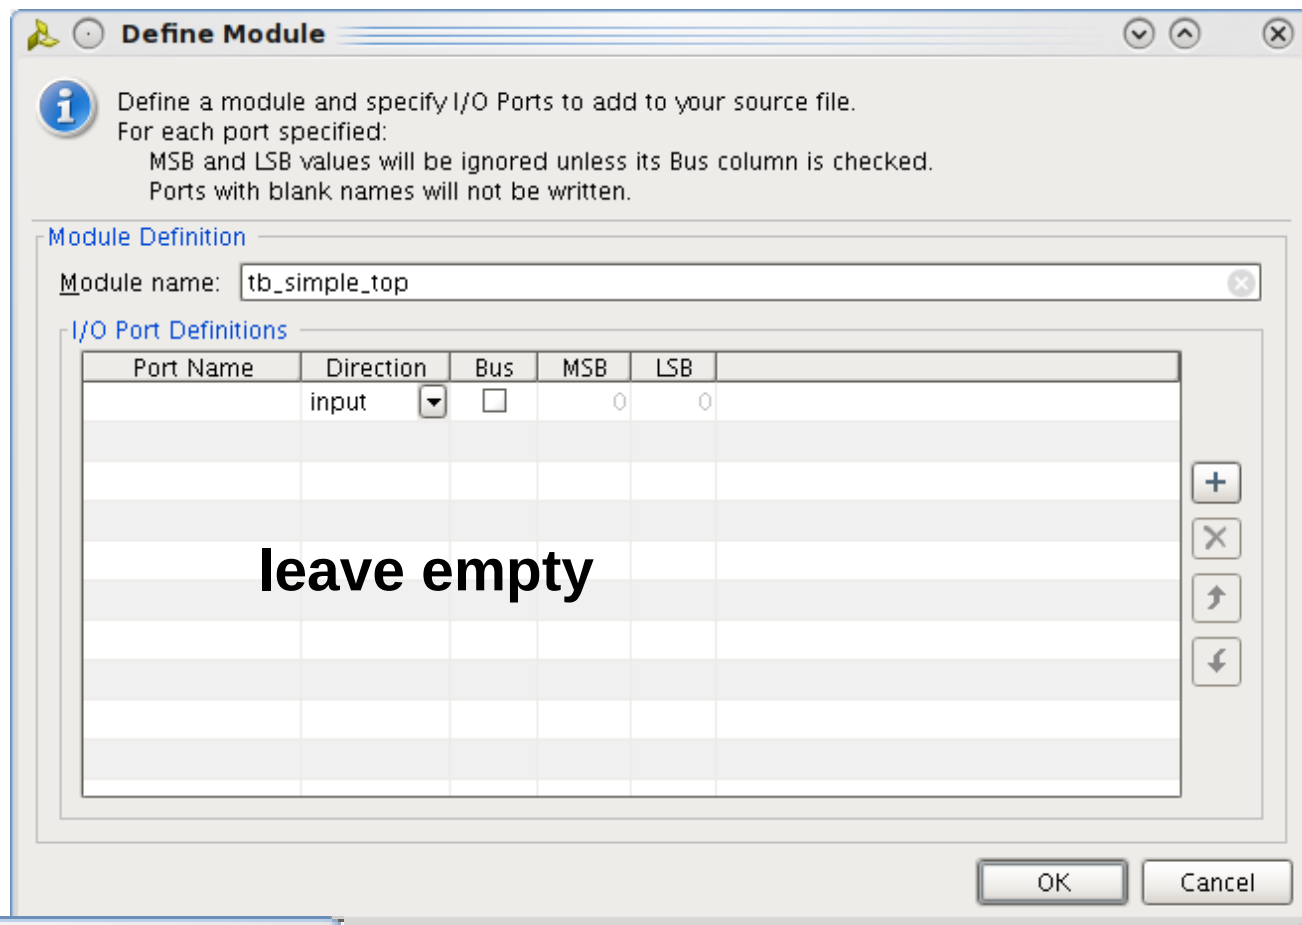 Define Module
Define a module and specify I/O Ports to add to your source file.
For each port specified:
MSB and LSB values will be ignored unless its Bus column is checked.
Ports with blank names will not be written.
Module Definition
Module name: tb_simple_top
I/O Port Definitions
Port Name Direction Bus MSB LSB
input 0 0
leave empty
OK Cancel